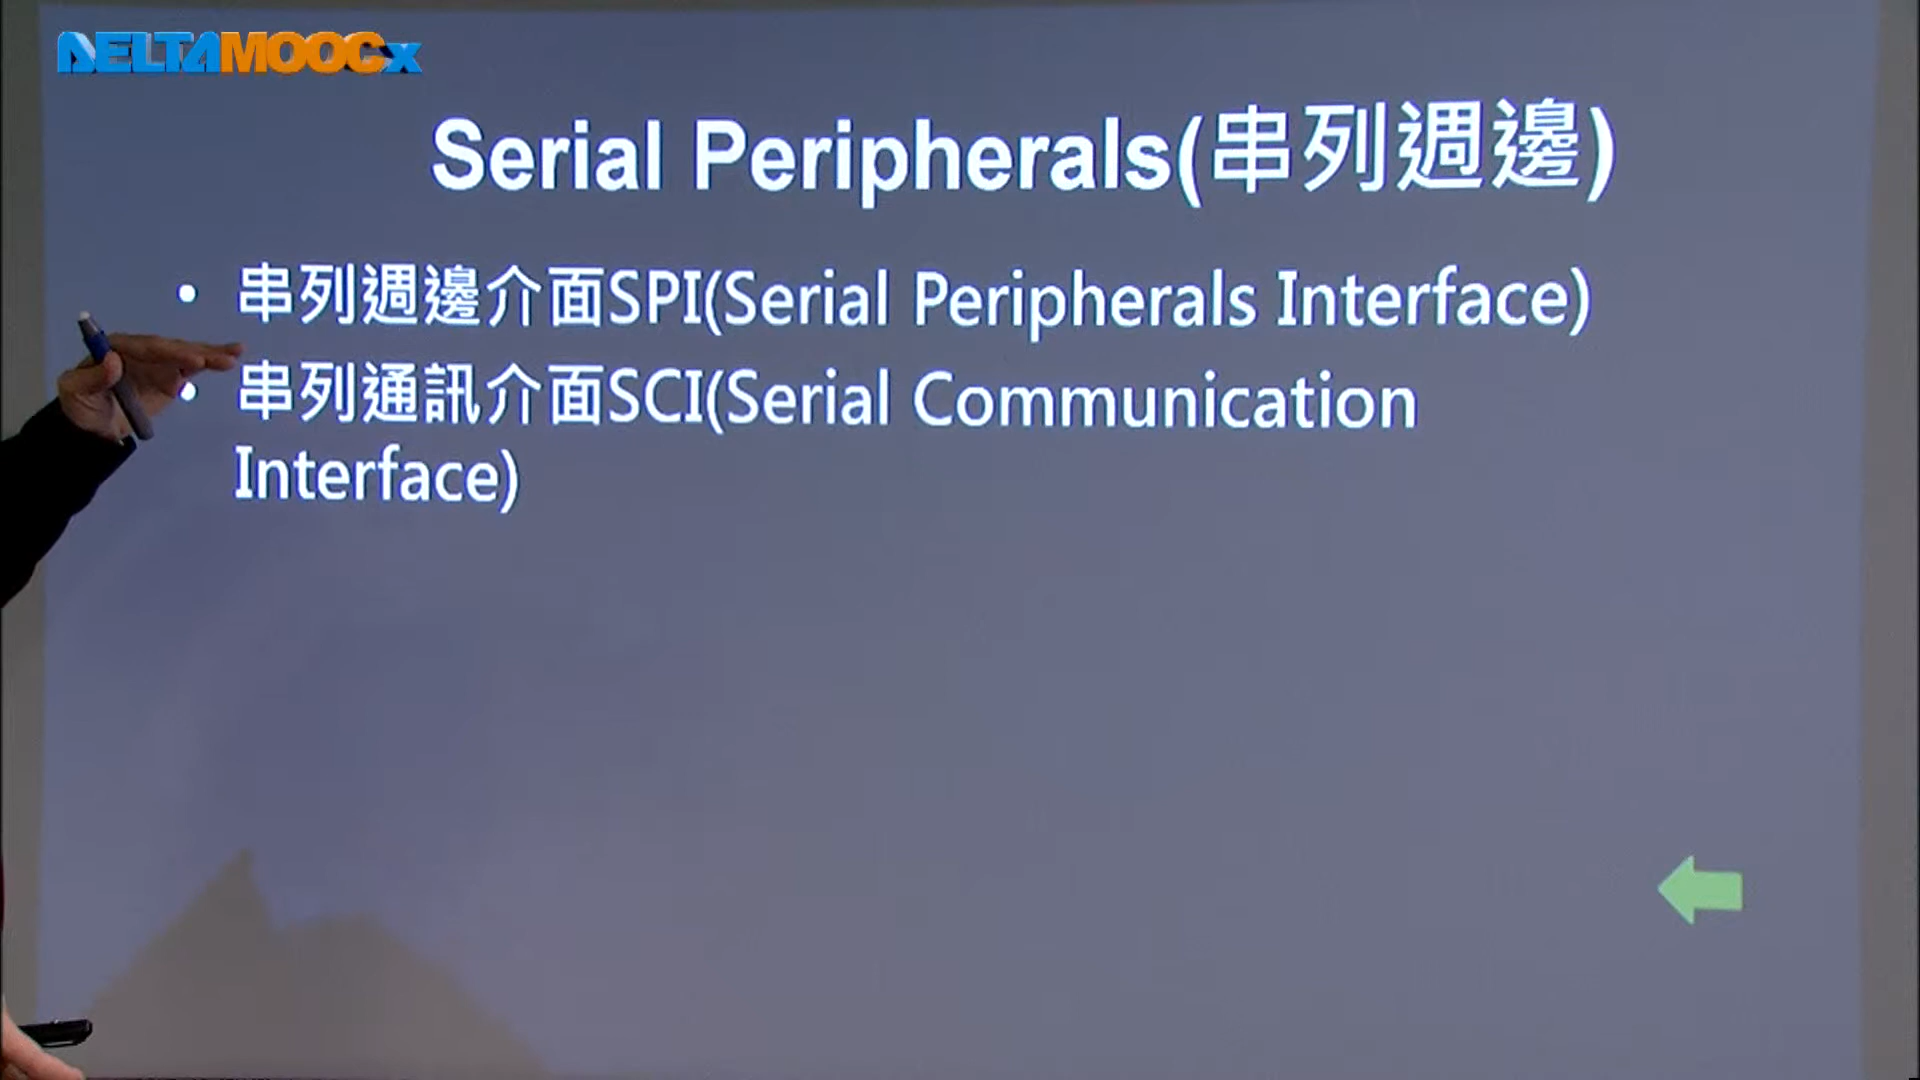 DELTAMOOCx
Serial Peripherals(串列週邊)
• 串列週邊介面SPI(Serial Peripherals Interface)
• 串列通訊介面SCI(Serial Communication
Interface)